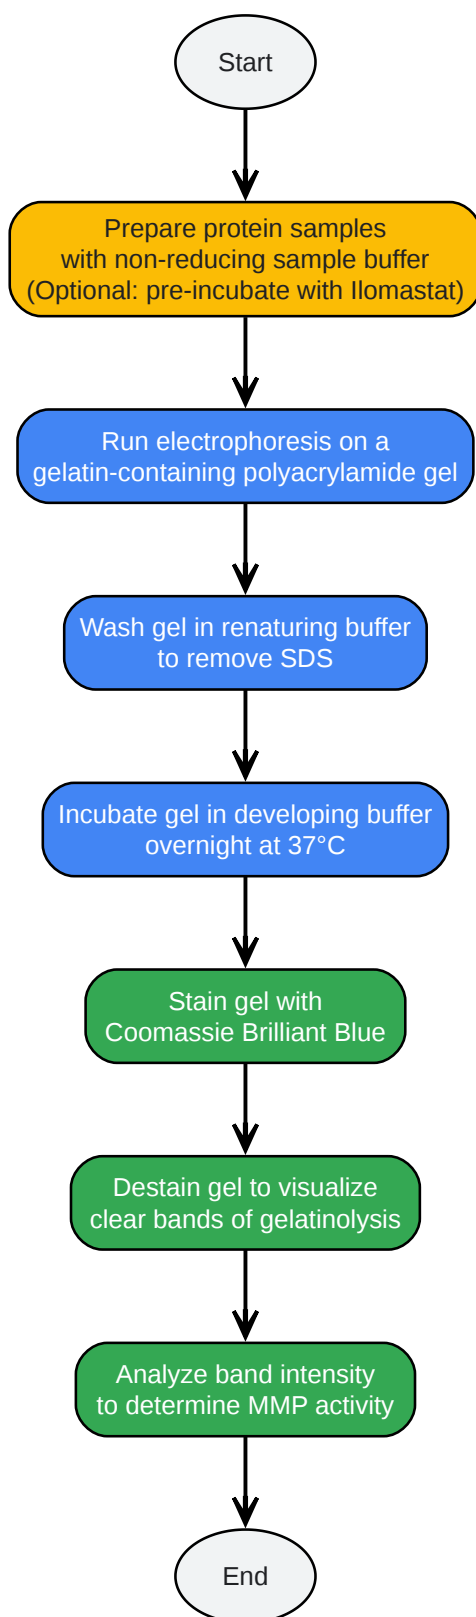 Start
Prepare protein samples
with non-reducing sample buffer
(Optional: pre-incubate with Ilomastat)
Run electrophoresis on a
gelatin-containing polyacrylamide gel
Wash gel in renaturing buffer
to remove SDS
Incubate gel in developing buffer
overnight at 37°C
Stain gel with
Coomassie Brilliant Blue
Destain gel to visualize
clear bands of gelatinolysis
Analyze band intensity
to determine MMP activity
End